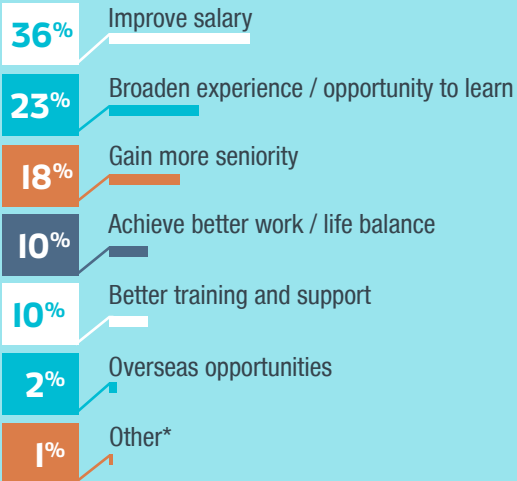 36% Improve salary
23% Broaden experience / opportunity to learn
18% Gain more seniority
10% Achieve better work / life balance
10% Better training and support
2% Overseas opportunities
1% Other*